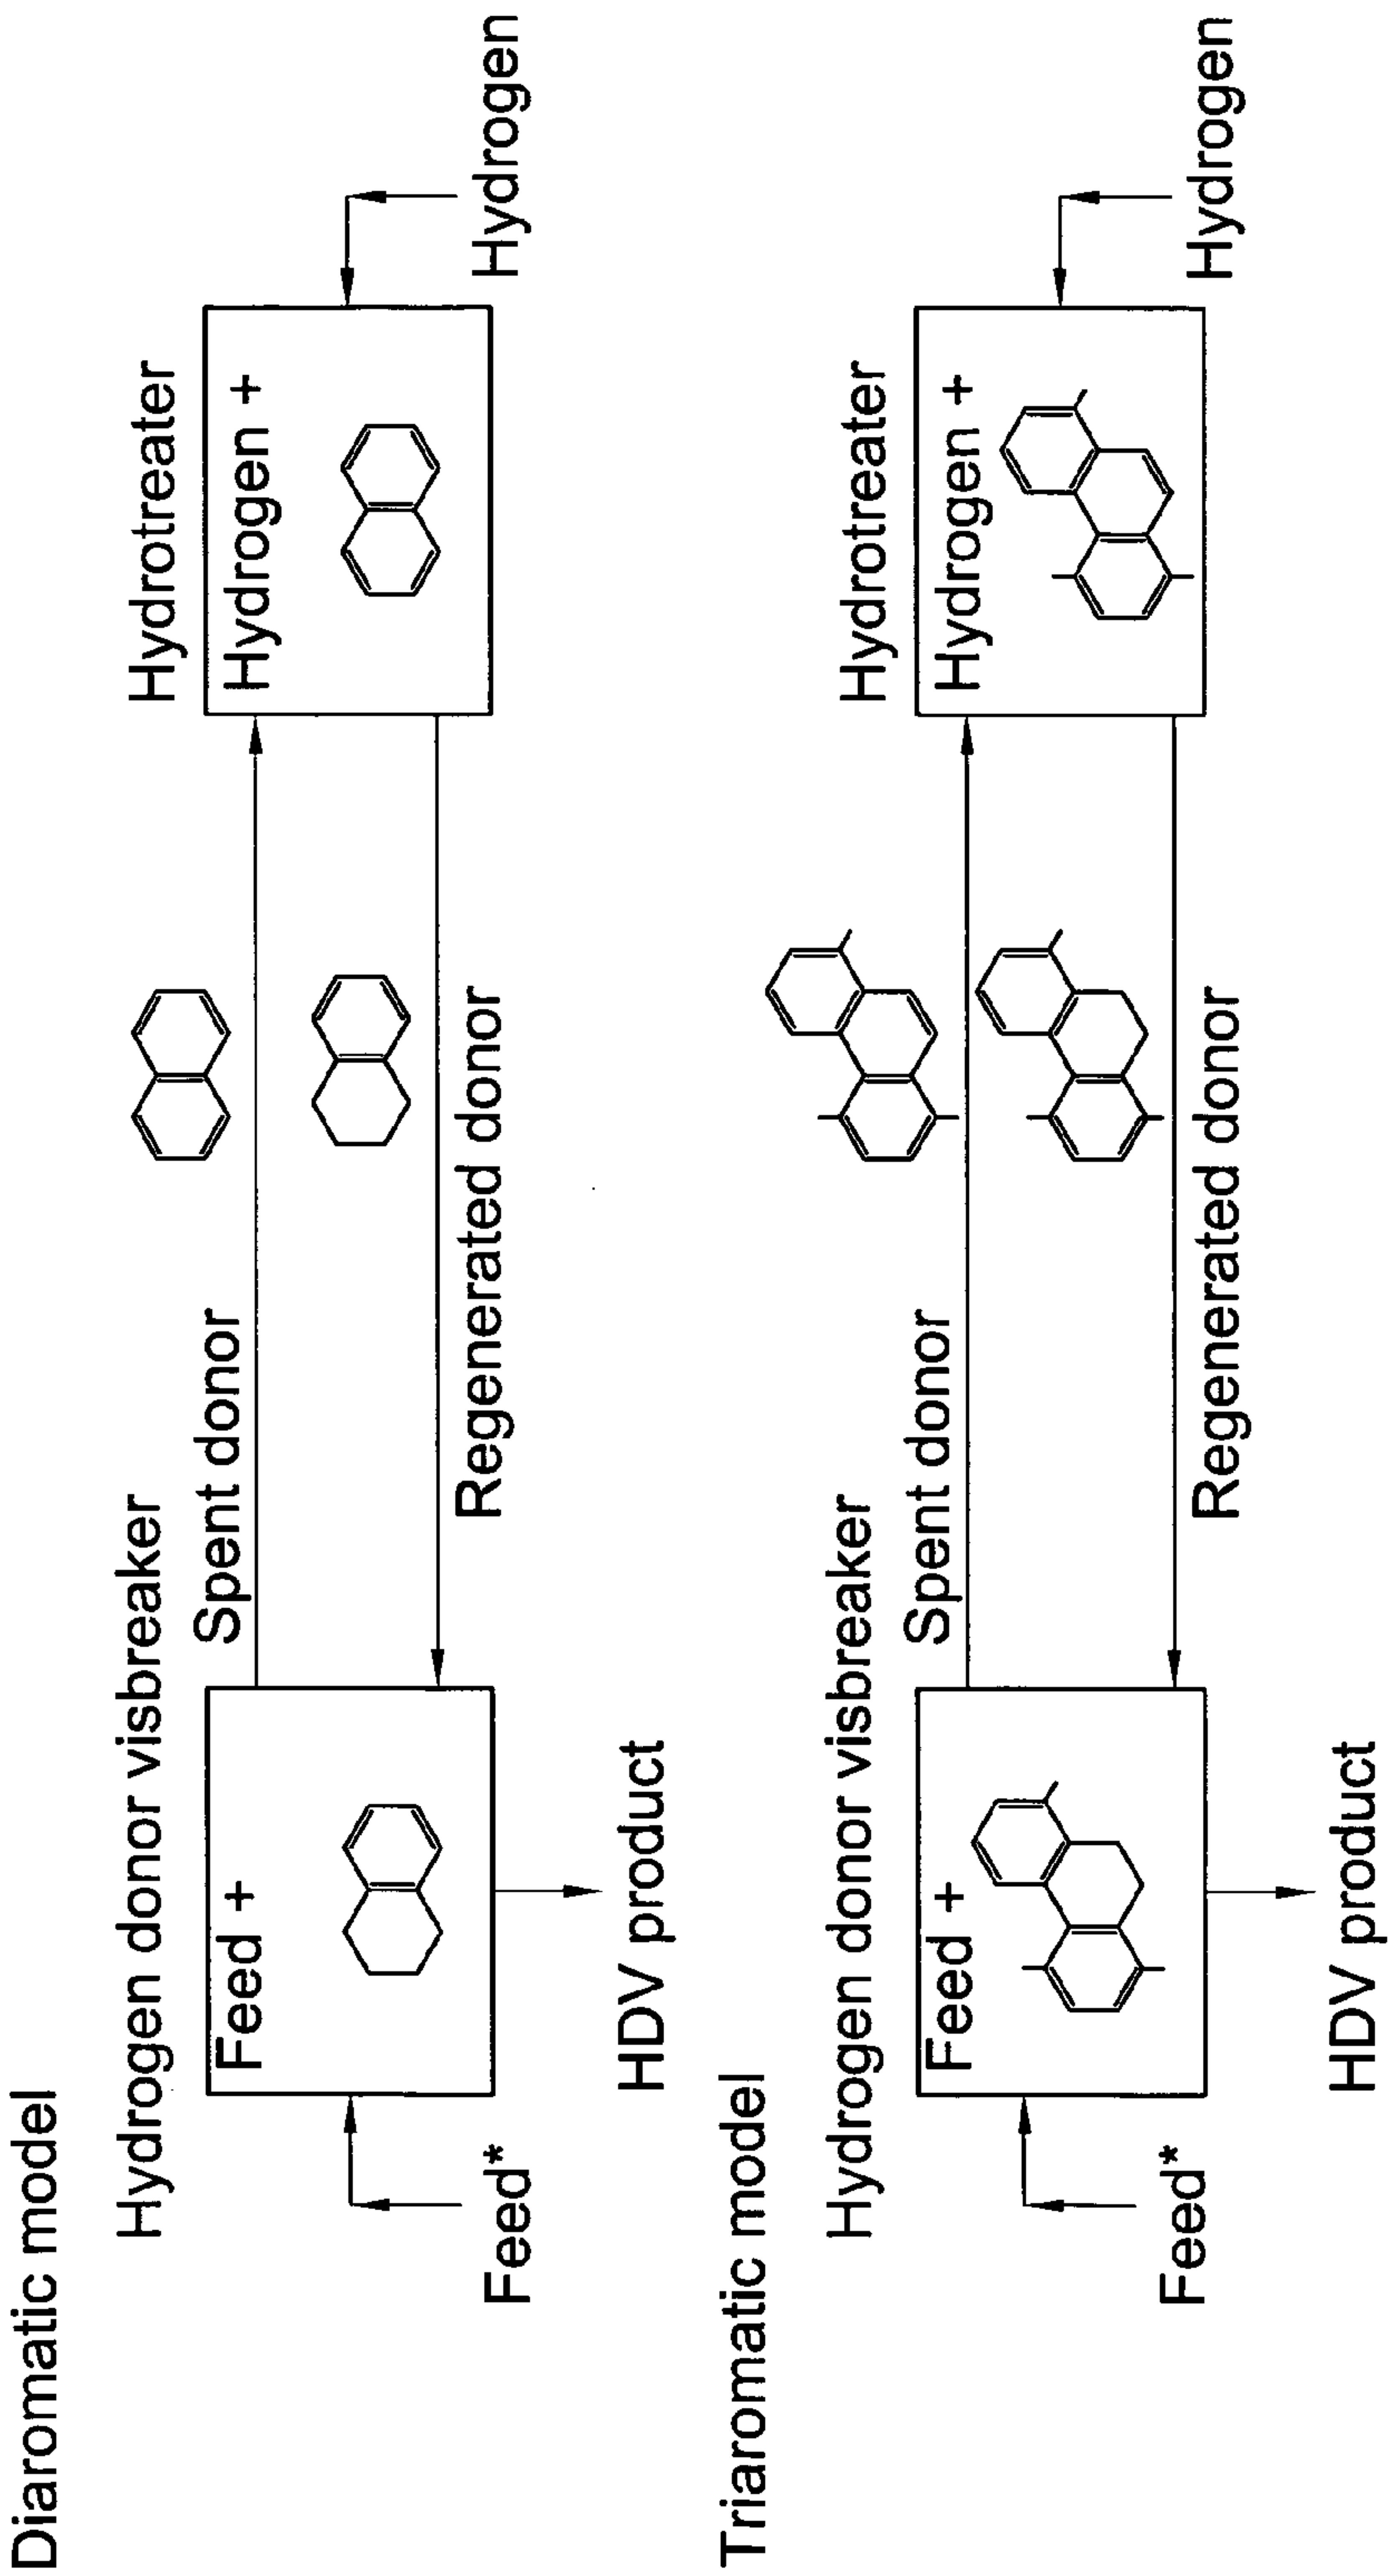 Diaromatic model
Hydrogen donor visbreaker
Hydrotreater
Spent donor
Feed +
Hydrogen +
Regenerated donor
Feed*
Hydrogen
HDV product
Triaromatic model
Hydrogen donor visbreaker
Hydrotreater
Spent donor
Feed +
Hydrogen +
Regenerated donor
Feed*
Hydrogen
HDV product